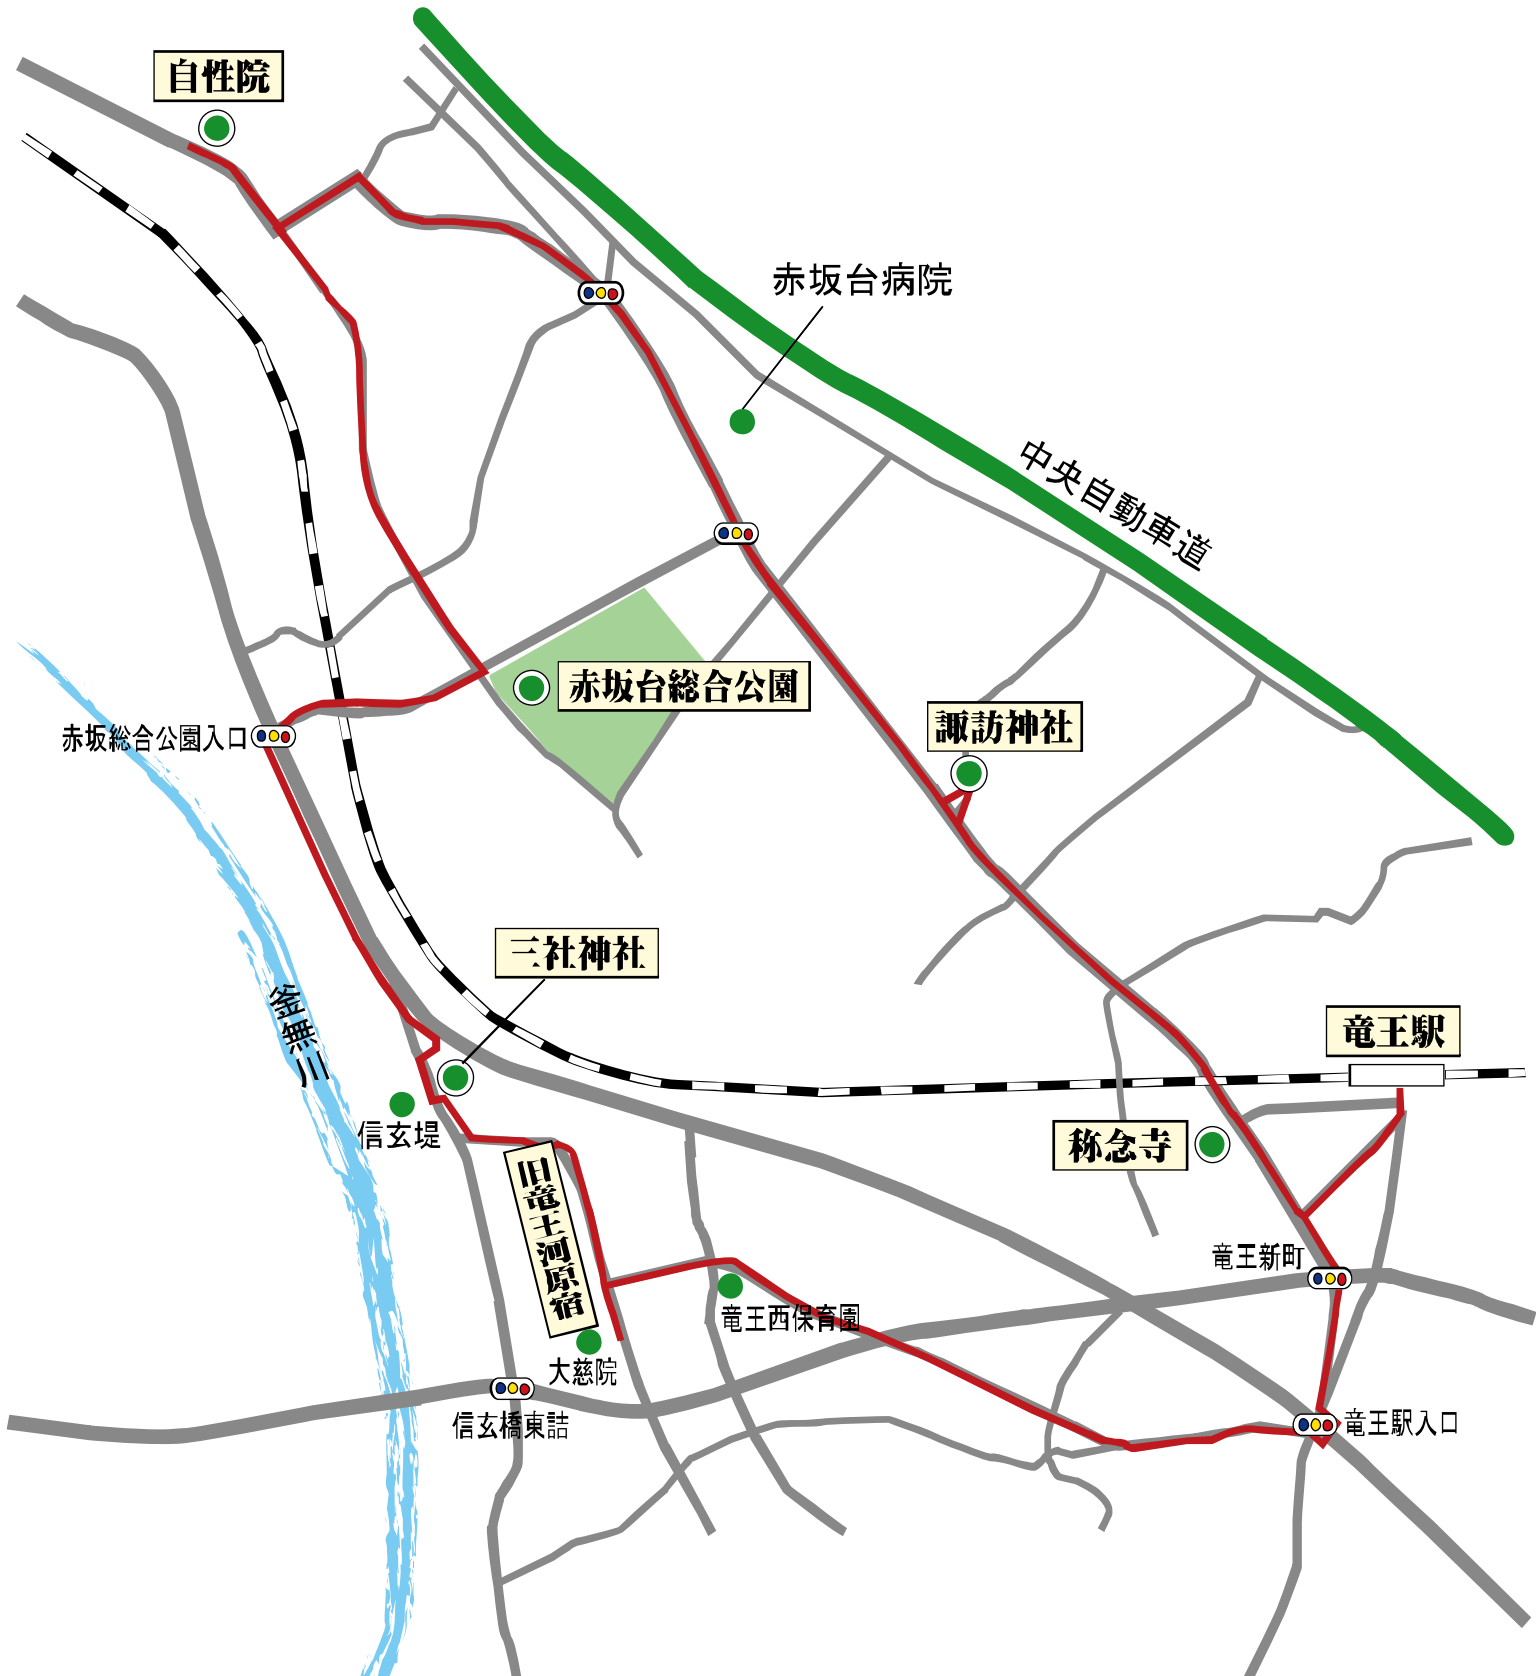 自性院
赤坂台病院
中央自動車道
赤坂台総合公園
諏訪神社
赤坂総合公園入口
三社神社
釜無川
竜王駅
信玄堤
称念寺
旧竜王河原宿
竜王新町
竜王西保育園
大慈院
信玄橋東詰
竜王駅入口